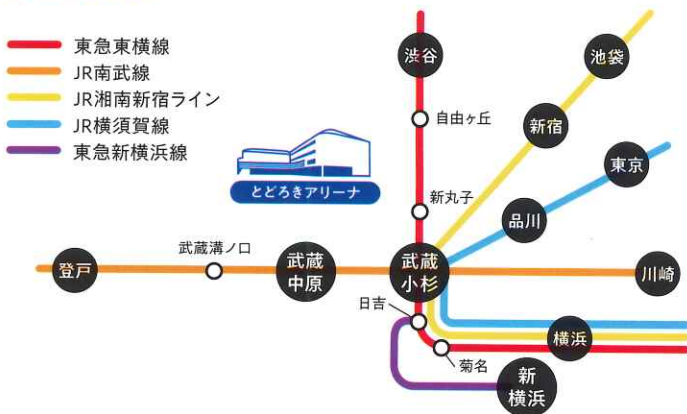 東急東横線
JR南武線
JR湘南新宿ライン
JR横須賀線
東急新横浜線
渋谷
池袋
自由ヶ丘
新宿
東京
とどろきアリーナ
新丸子
品川
武蔵溝ノ口
登戸
武蔵
中原
武蔵
小杉
川崎
日吉
横浜
菊名
新
横浜